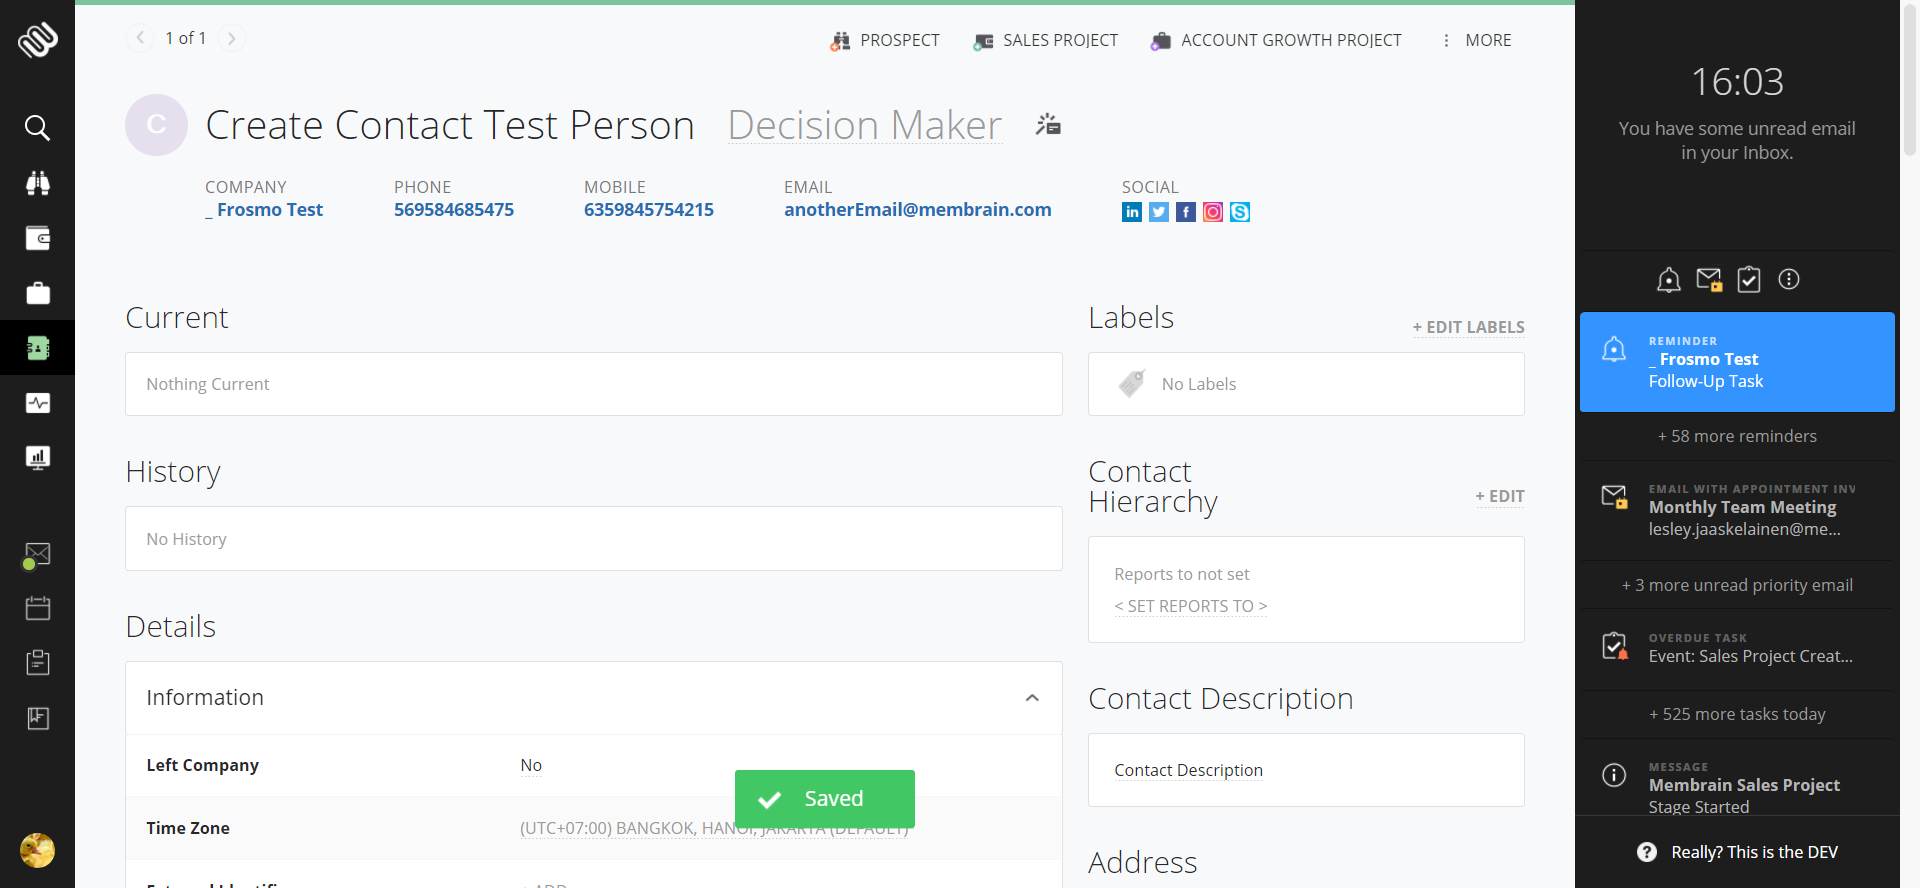 1 of 1
PROSPECT
SALES PROJECT
ACCOUNT GROWTH PROJECT
MORE
C
Create Contact Test Person
Decision Maker
COMPANY
_ Frosmo Test
PHONE
569584685475
MOBILE
6359845754215
EMAIL
anotherEmail@membrain.com
SOCIAL
Current
Nothing Current
History
No History
Details
Information
Left Company
No
Time Zone
(UTC+07:00) BANGKOK, HANOI, JAKARTA (DEFAULT)
Saved
Labels
+ EDIT LABELS
No Labels
Contact
Hierarchy
+ EDIT
Reports to not set
< SET REPORTS TO >
Contact Description
Contact Description
Address
16:03
You have some unread email
in your Inbox.
REMINDER
_ Frosmo Test
Follow-Up Task
+ 58 more reminders
EMAIL WITH APPOINTMENT INV
Monthly Team Meeting
lesley.jaaskelainen@me...
+ 3 more unread priority email
OVERDUE TASK
Event: Sales Project Creat...
+ 525 more tasks today
MESSAGE
Membrain Sales Project
Stage Started
Really? This is the DEV